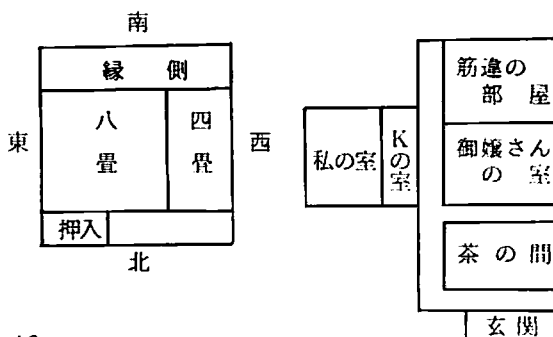 南
縁側
東
八畳
四畳
西
押入
北
私の室
Kの室
筋違の
部屋
御嬢さん
の室
茶の間
玄関